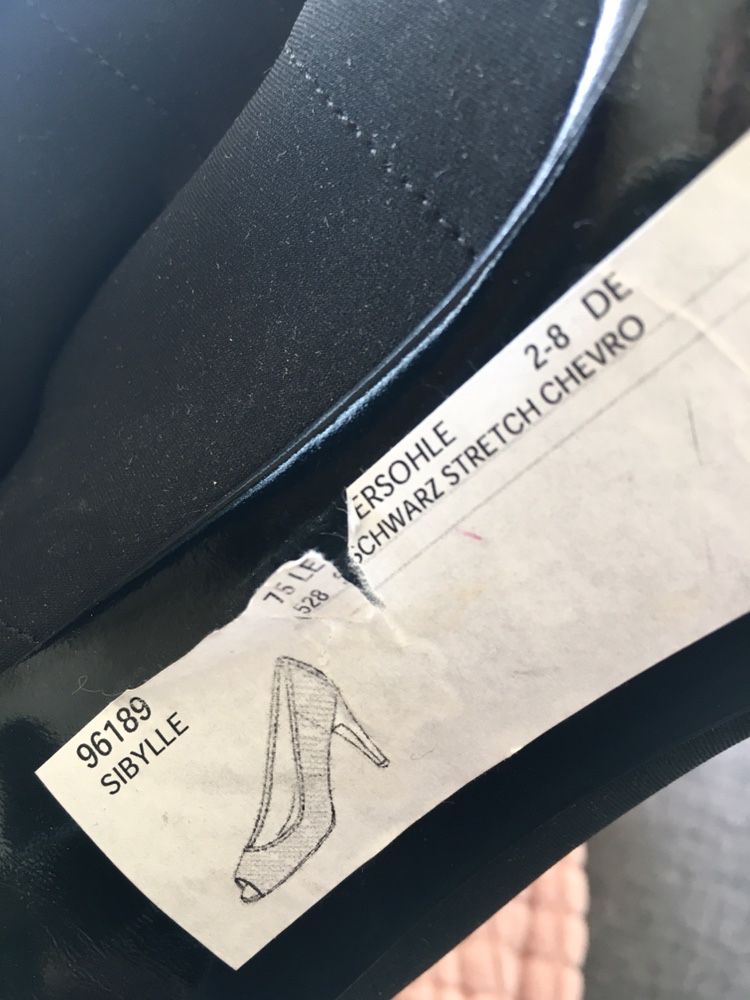 2-8 DE
75 LE ERSOHLE
528 S SCHWARZ STRETCH CHEVRO
96189
SIBYLLE